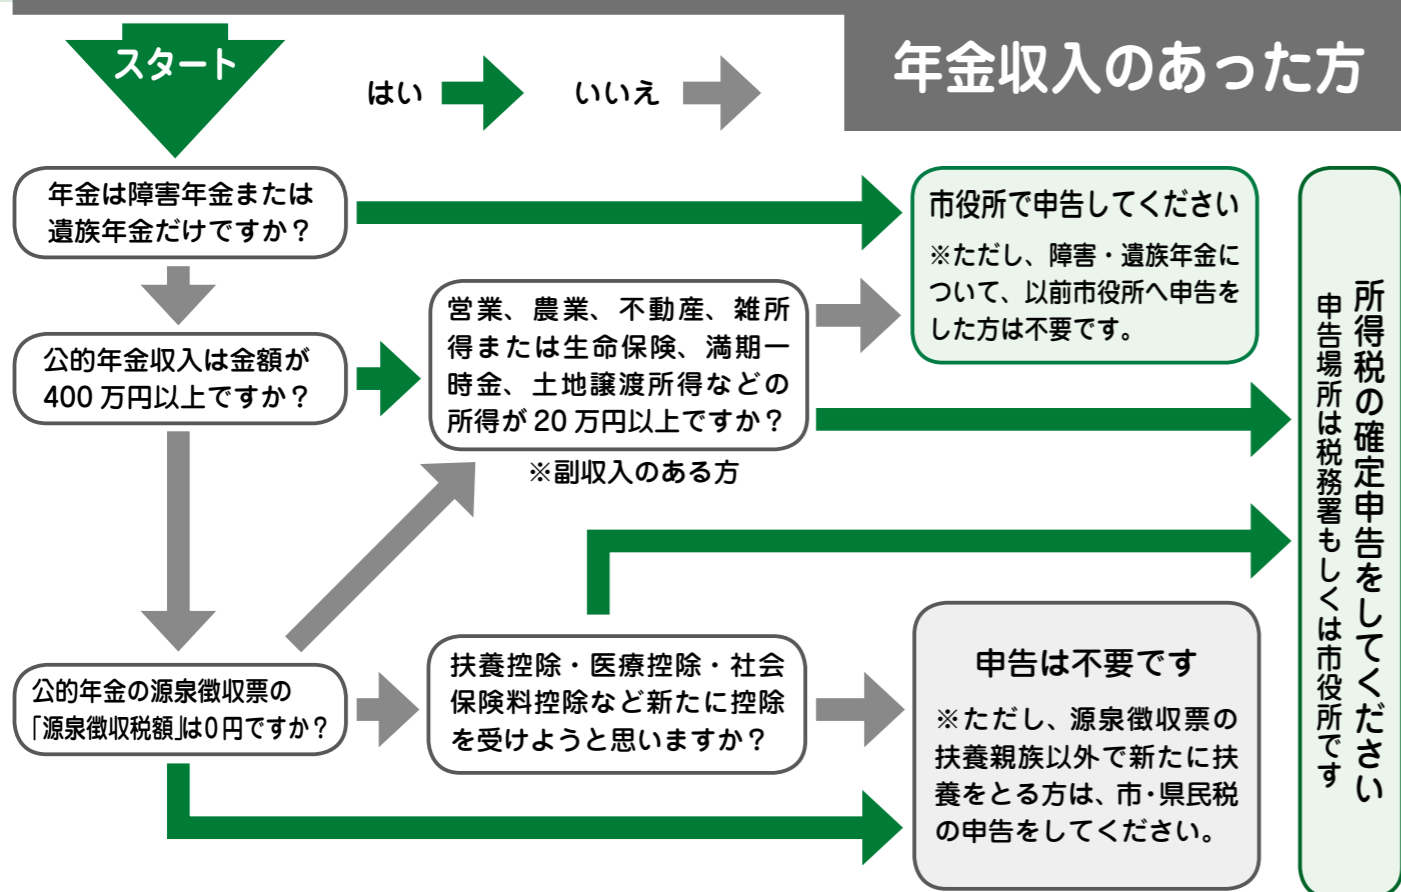 スタート
はい
いいえ
年金収入のあった方
年金は障害年金または
遺族年金だけですか？
市役所で申告してください
※ただし、障害・遺族年金に
ついて、以前市役所へ申告を
した方は不要です。
公的年金収入は金額が
400 万円以上ですか？
営業、農業、不動産、雑所
得または生命保険、満期一
時金、土地譲渡所得などの
所得が 20 万円以上ですか？
※副収入のある方
公的年金の源泉徴収票の
「源泉徴収税額」は０円ですか？
扶養控除・医療控除・社会
保険料控除など新たに控除
を受けようと思いますか？
申告は不要です
※ただし、源泉徴収票の
扶養親族以外で新たに扶
養をとる方は、市・県民税
の申告をしてください。
所得税の確定申告をしてください
申告場所は税務署もしくは市役所です